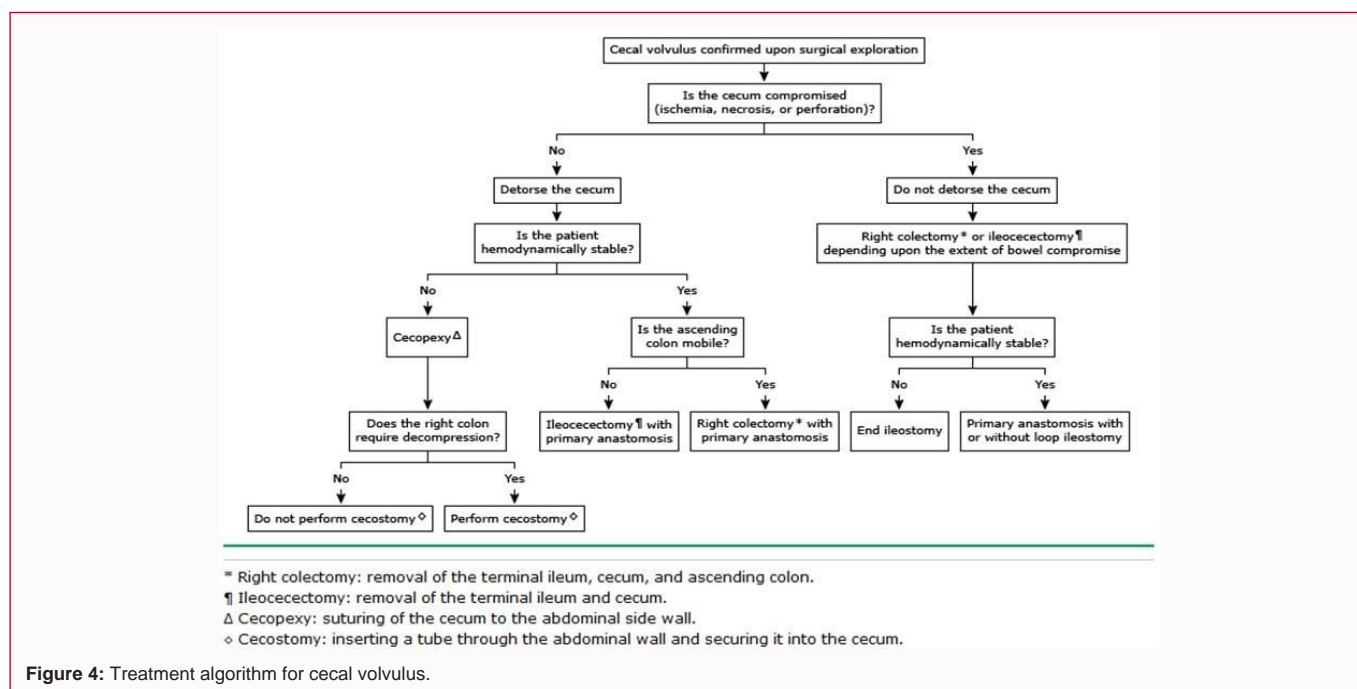 Cecal volvulus confirmed upon surgical exploration
Is the cecum compromised
(ischemia, necrosis, or perforation)?
No
Yes
Detorse the cecum
Do not detorse the cecum
Is the patient
hemodynamically stable?
Right colectomy* or ileocecectomy¶
depending upon the extent of bowel compromise
No
Yes
Cecopexy Δ
Is the ascending
colon mobile?
Is the patient
hemodynamically stable?
No
Yes
No
Yes
Does the right colon
require decompression?
Ileocecectomy¶ with
primary anastomosis
Right colectomy* with
primary anastomosis
End ileostomy
Primary anastomosis with
or without loop ileostomy
No
Yes
Do not perform cecostomy◇
Perform cecostomy◇
* Right colectomy: removal of the terminal ileum, cecum, and ascending colon.
¶ Ileocecectomy: removal of the terminal ileum and cecum.
Δ Cecopexy: suturing of the cecum to the abdominal side wall.
◇ Cecostomy: inserting a tube through the abdominal wall and securing it into the cecum.
Figure 4: Treatment algorithm for cecal volvulus.